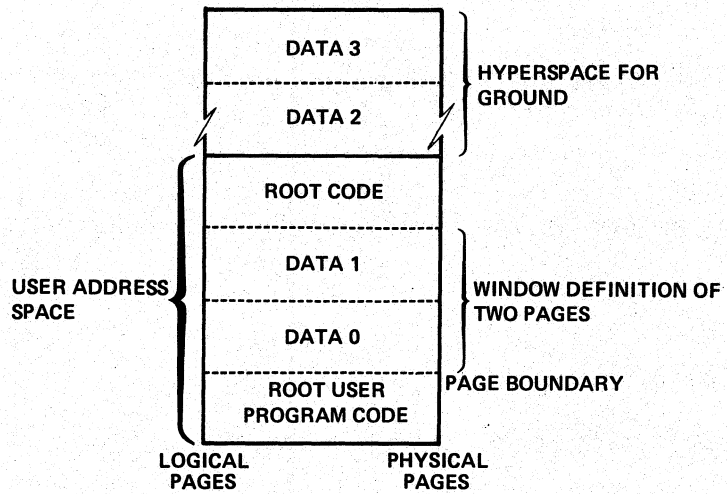 DATA 3
HYPERSPACE FOR
GROUND
DATA 2
ROOT CODE
DATA 1
USER ADDRESS
SPACE
WINDOW DEFINITION OF
TWO PAGES
DATA 0
PAGE BOUNDARY
ROOT USER
PROGRAM CODE
LOGICAL
PAGES
PHYSICAL
PAGES